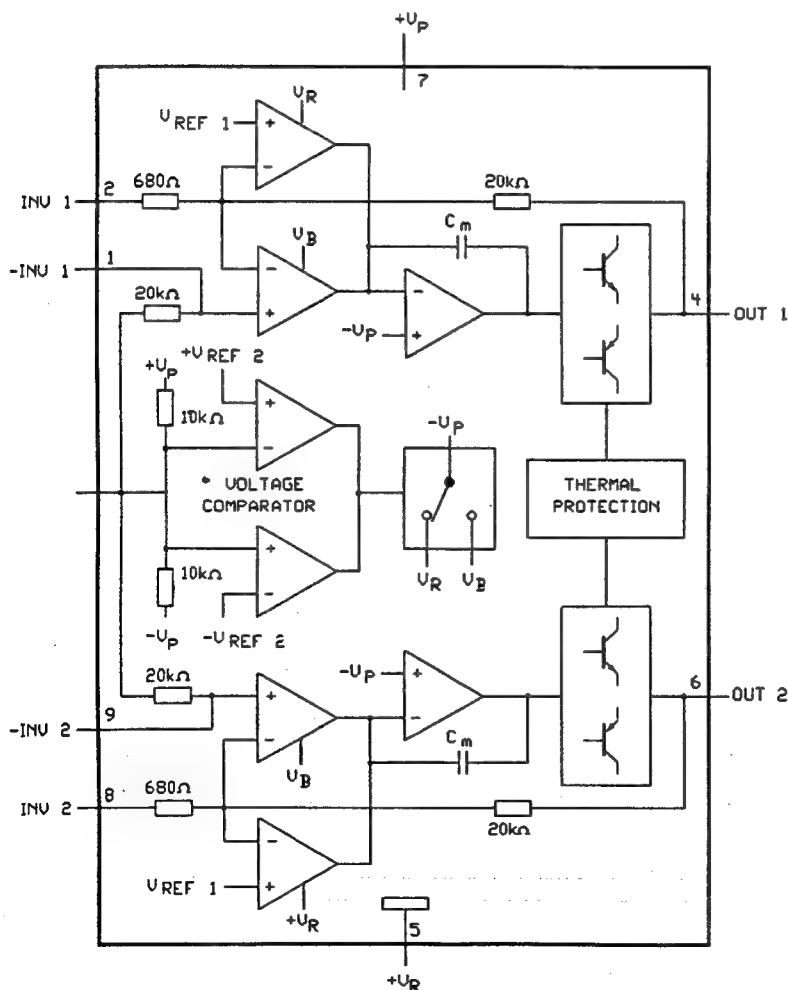 +VP
7
VR
VREF 1
+
−
2
680Ω
20kΩ
INV 1
Cm
VB
1
-INV 1
−
+
20kΩ
−
+
-VP
4
OUT 1
+VREF 2
+VP
+
−
10kΩ
-VP
VOLTAGE
COMPARATOR
THERMAL
PROTECTION
+
−
10kΩ
VR
VB
-VP
-VREF 2
20kΩ
-VP
+
−
6
OUT 2
9
+
−
-INV 2
Cm
VB
680Ω
8
INV 2
20kΩ
−
+
VREF 1
+VR
5
+VR